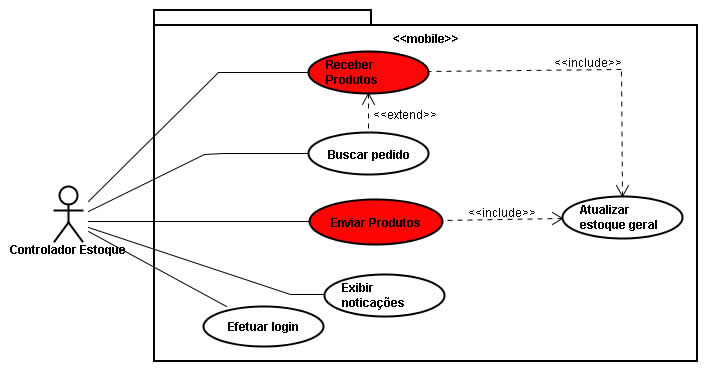 <<mobile>>
Receber
Produtos
<<include>>
<<extend>>
Buscar pedido
Enviar Produtos
<<include>>
Atualizar
estoque geral
Controlador Estoque
Exibir
noticações
Efetuar login